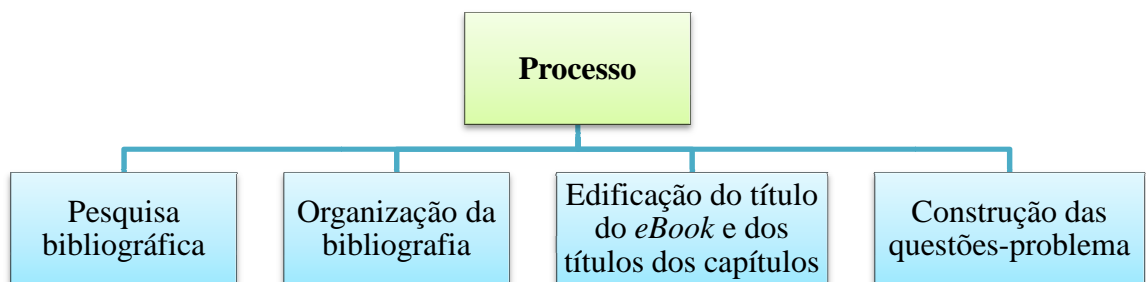 Processo
Pesquisa
bibliográfica
Organização da
bibliografia
Edificação do título
do eBook e dos
títulos dos capítulos
Construção das
questões-problema